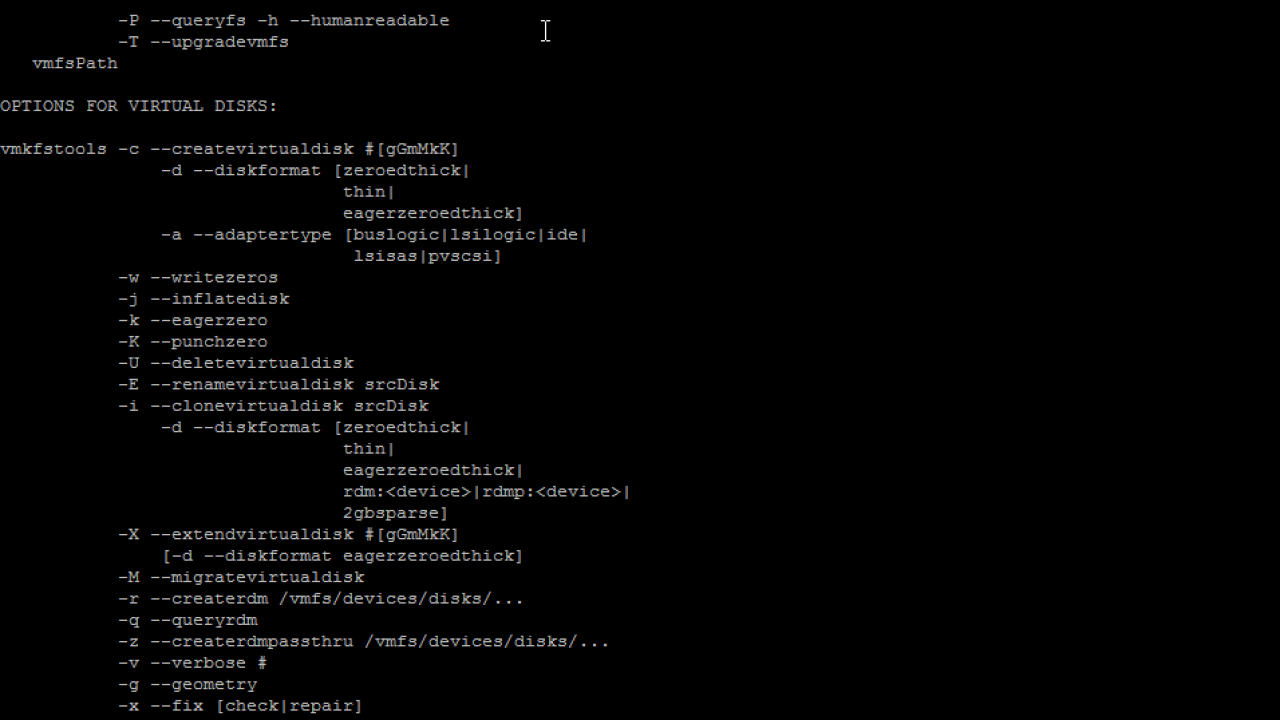 -P --queryfs -h --humanreadable
-T --upgradevmfs
vmfsPath
OPTIONS FOR VIRTUAL DISKS:
vmkfstools -c --createvirtualdisk #[gGmMkK]
-d --diskformat [zeroedthick|
thin|
eagerzeroedthick]
-a --adaptertype [buslogic|lsilogic|ide|
lsisas|pvscsi]
-w --writezeros
-j --inflatedisk
-k --eagerzero
-K --punchzero
-U --deletevirtualdisk
-E --renamevirtualdisk srcDisk
-i --clonevirtualdisk srcDisk
-d --diskformat [zeroedthick|
thin|
eagerzeroedthick|
rdm:<device>|rdmp:<device>|
2gbsparse]
-X --extendvirtualdisk #[gGmMkK]
[-d --diskformat eagerzeroedthick]
-M --migratevirtualdisk
-r --createrdm /vmfs/devices/disks/...
-q --queryrdm
-z --createrdmpassthru /vmfs/devices/disks/...
-v --verbose #
-g --geometry
-x --fix [check|repair]